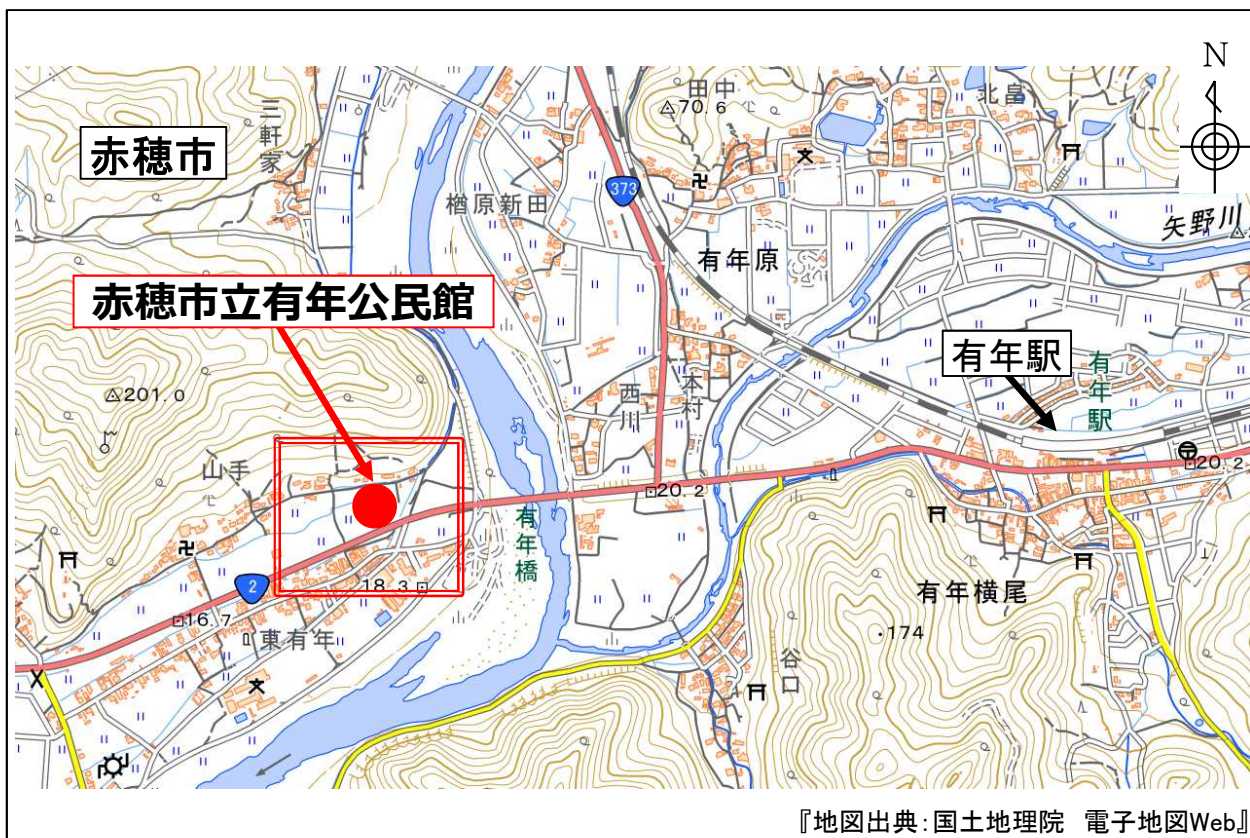 N
赤穂市
三軒家
田中
70.6
北畠
373
楢原新田
矢野川
有年原
赤穂市立有年公民館
有年駅
有年駅
西川
本村
201.0
山手
20.2
20.2
有年橋
2
18.3
16.7
東有年
有年横尾
174
谷口
『地図出典：国土地理院　電子地図Web』